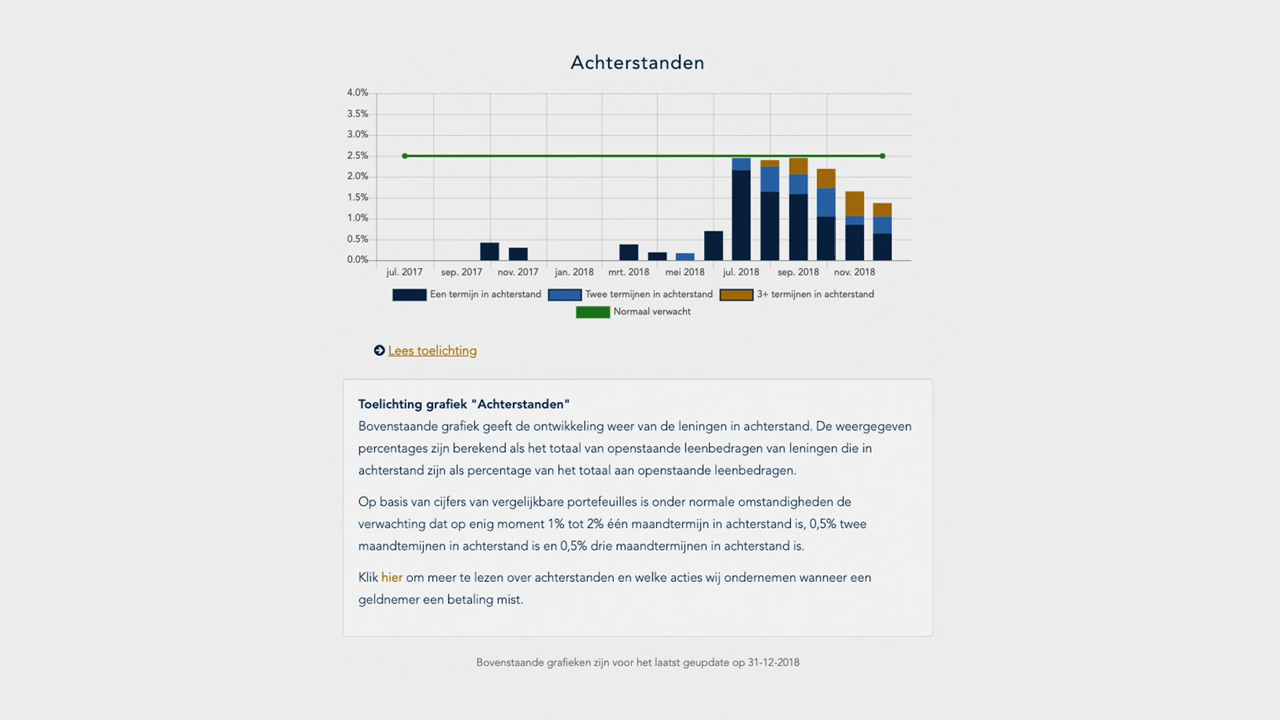 Achterstanden
4.0%
3.5%
3.0%
2.5%
2.0%
1.5%
1.0%
0.5%
0.0%
jul. 2017 sep. 2017 nov. 2017 jan. 2018 mrt. 2018 mei 2018 jul. 2018 sep. 2018 nov. 2018
Een termijn in achterstand Twee termijnen in achterstand 3+ termijnen in achterstand
Normaal verwacht
Lees toelichting
Toelichting grafiek "Achterstanden"
Bovenstaande grafiek geeft de ontwikkeling weer van de leningen in achterstand. De weergegeven
percentages zijn berekend als het totaal van openstaande leenbedragen van leningen die in
achterstand zijn als percentage van het totaal aan openstaande leenbedragen.
Op basis van cijfers van vergelijkbare portefeuilles is onder normale omstandigheden de
verwachting dat op enig moment 1% tot 2% één maandtermijn in achterstand is, 0,5% twee
maandtemijnen in achterstand is en 0,5% drie maandtermijnen in achterstand is.
Klik hier om meer te lezen over achterstanden en welke acties wij ondernemen wanneer een
geldnemer een betaling mist.
Bovenstaande grafieken zijn voor het laatst geupdate op 31-12-2018